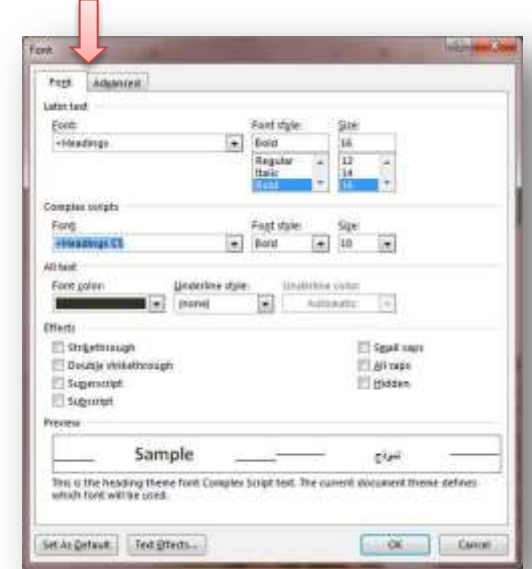 Font
Font Advanced
Latin text
Font: Font style: Size:
+Headings Bold 16
Regular 12
Italic 14
Bold 16
Complex scripts
Font: Font style: Size:
+Headings CS Bold 10
All text
Font color: Underline style: Underline color:
(none) Automatic
Effects
Strikethrough Small caps
Double strikethrough All caps
Superscript Hidden
Subscript
Preview
Sample نموذج
This is the heading theme font Complex Script text. The current document theme defines
which font will be used.
Set As Default Text Effects... OK Cancel